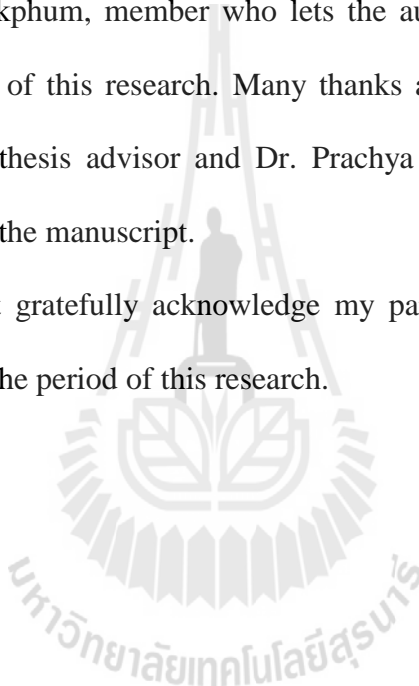 kphum, member who lets the au
of this research. Many thanks a
thesis advisor and Dr. Prachya
the manuscript.
gratefully acknowledge my pa
he period of this research.
มหาวิทยาลัยเทคโนโลยีสุรนารี